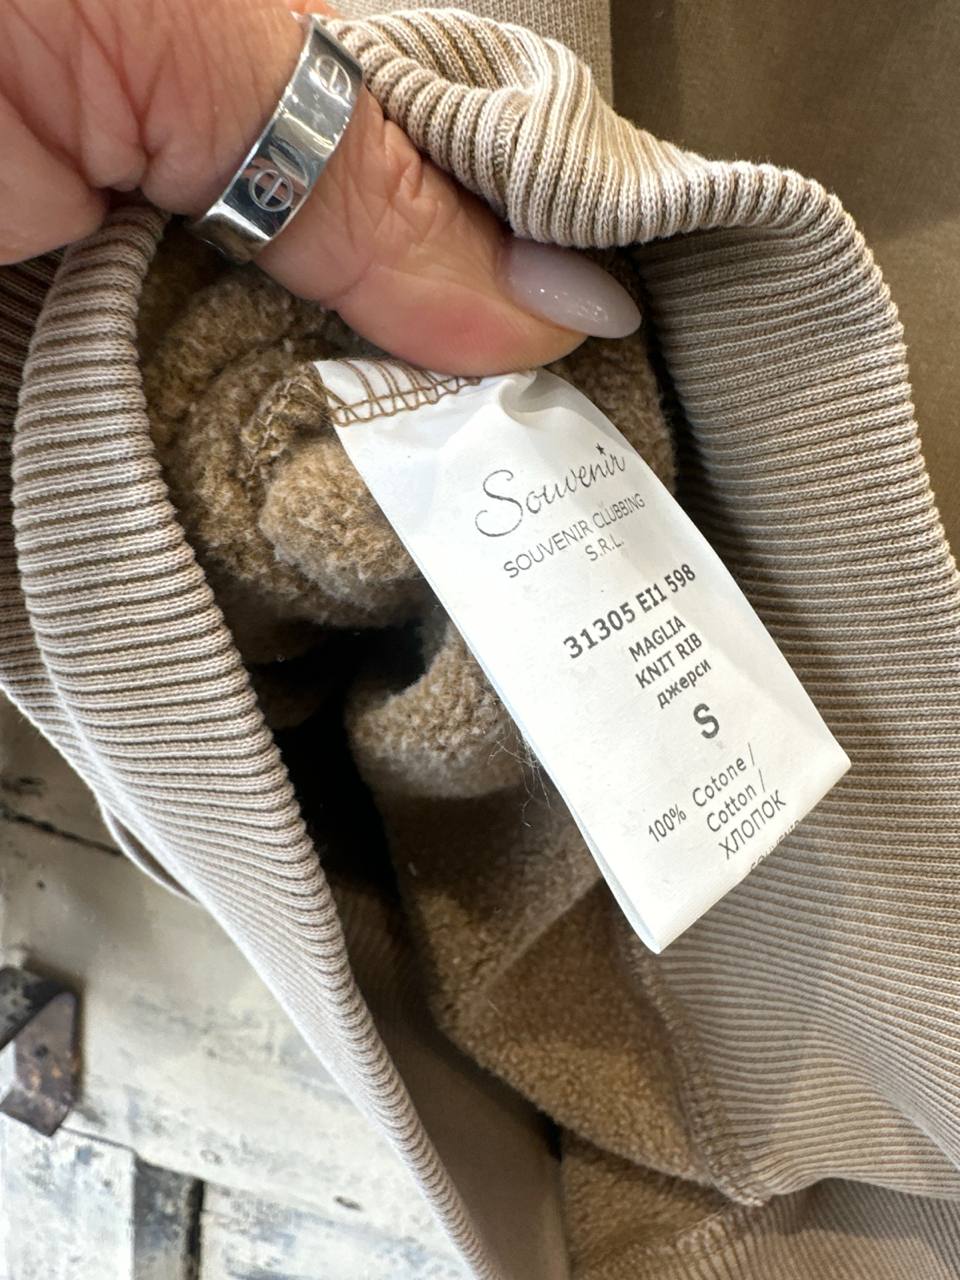 Souvenir
SOUVENIR CLUBBING
S.R.L.
31305 EI1 598
MAGLIA
KNIT RIB
джерси
S
100% Cotone /
Cotton /
ХЛОПОК